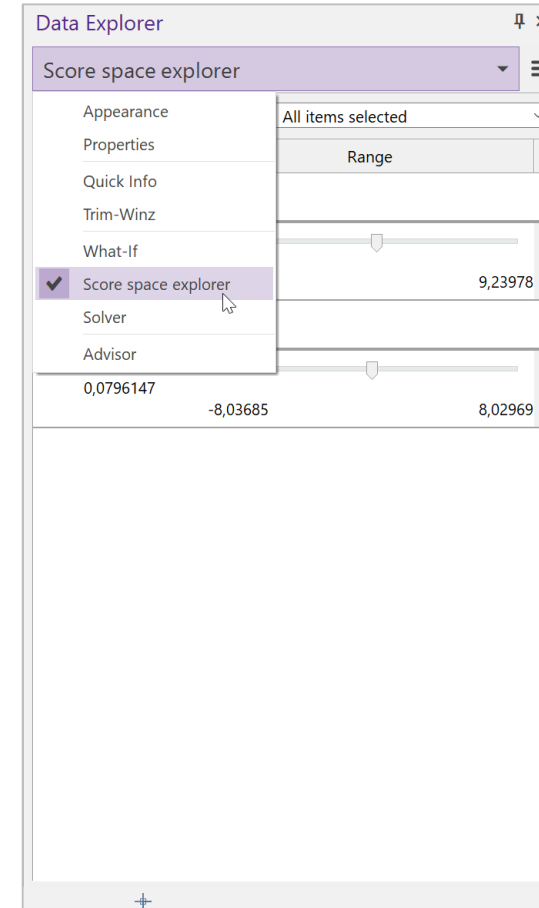 Data Explorer
Score space explorer
Appearance
All items selected
Properties
Range
Quick Info
Trim-Winz
What-If
Score space explorer
9,23978
Solver
Advisor
0,0796147
-8,03685
8,02969